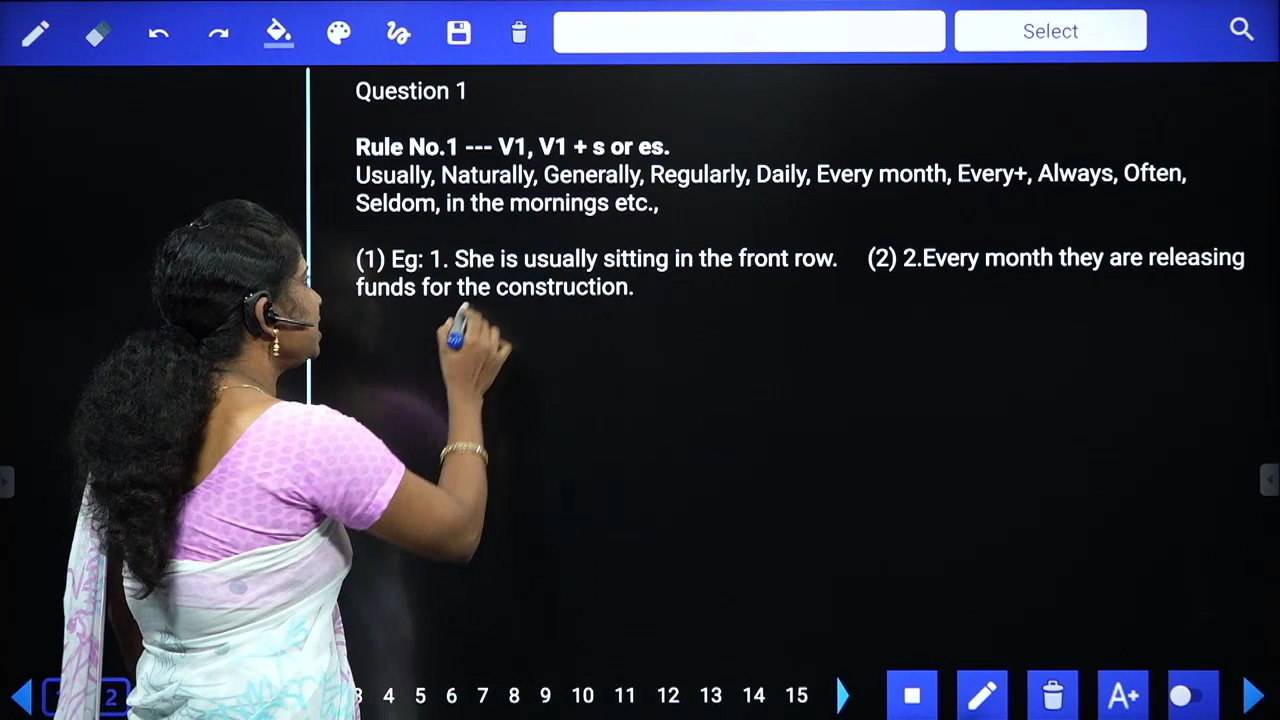 Select
Question 1
Rule No.1 --- V1, V1 + s or es.
Usually, Naturally, Generally, Regularly, Daily, Every month, Every+, Always, Often,
Seldom, in the mornings etc.,
(1) Eg: 1. She is usually sitting in the front row. (2) 2.Every month they are releasing
funds for the construction.
2 3 4 5 6 7 8 9 10 11 12 13 14 15 A+